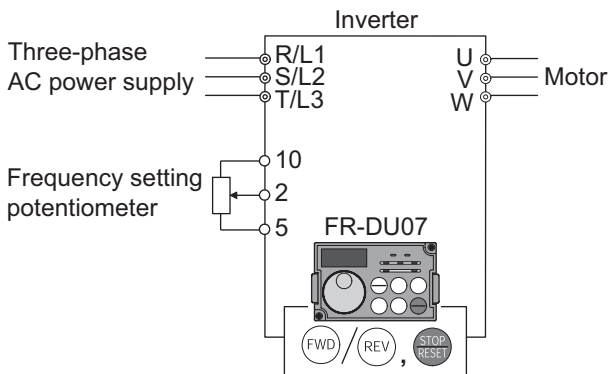 Inverter
Three-phase
AC power supply
R/L1
S/L2
T/L3
U
V
W
Motor
Frequency setting
potentiometer
10
2
5
FR-DU07
FWD / REV , STOP
RESET